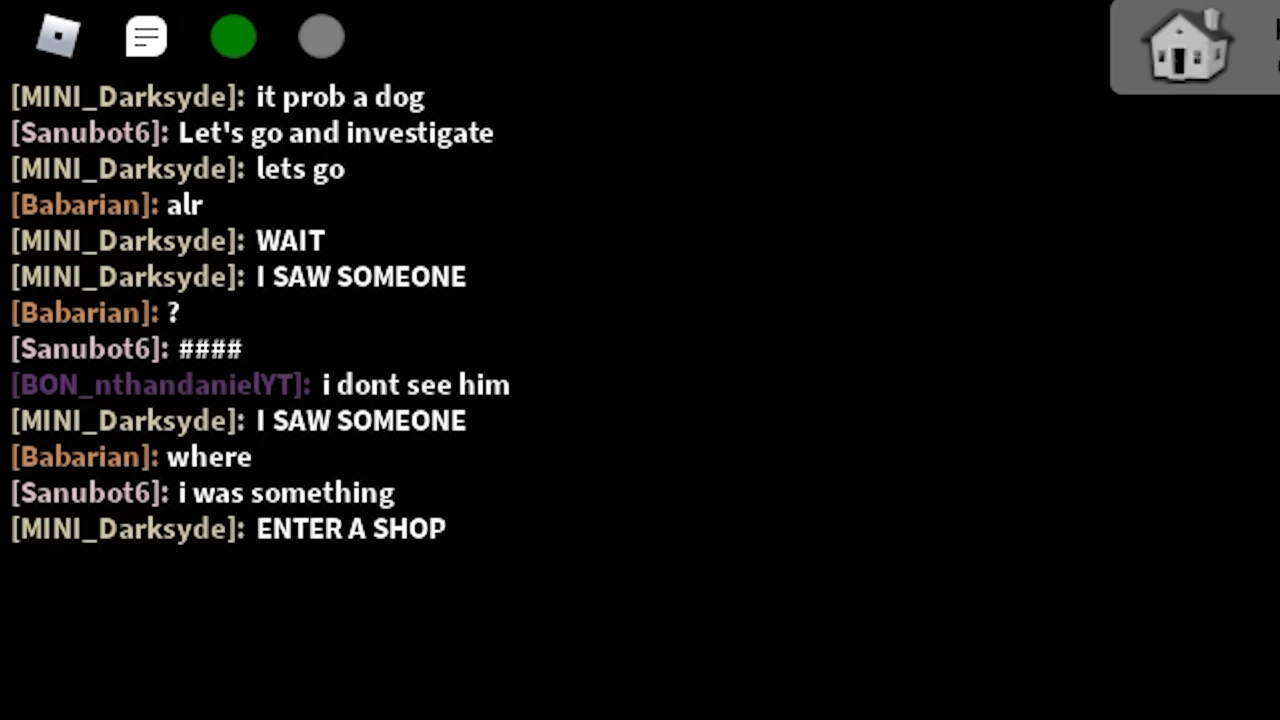 [MINI_Darksyde]: it prob a dog
[Sanubot6]: Let's go and investigate
[MINI_Darksyde]: lets go
[Babarian]: alr
[MINI_Darksyde]: WAIT
[MINI_Darksyde]: I SAW SOMEONE
[Babarian]: ?
[Sanubot6]: ####
[BON_nthandanielYT]: i dont see him
[MINI_Darksyde]: I SAW SOMEONE
[Babarian]: where
[Sanubot6]: i was something
[MINI_Darksyde]: ENTER A SHOP